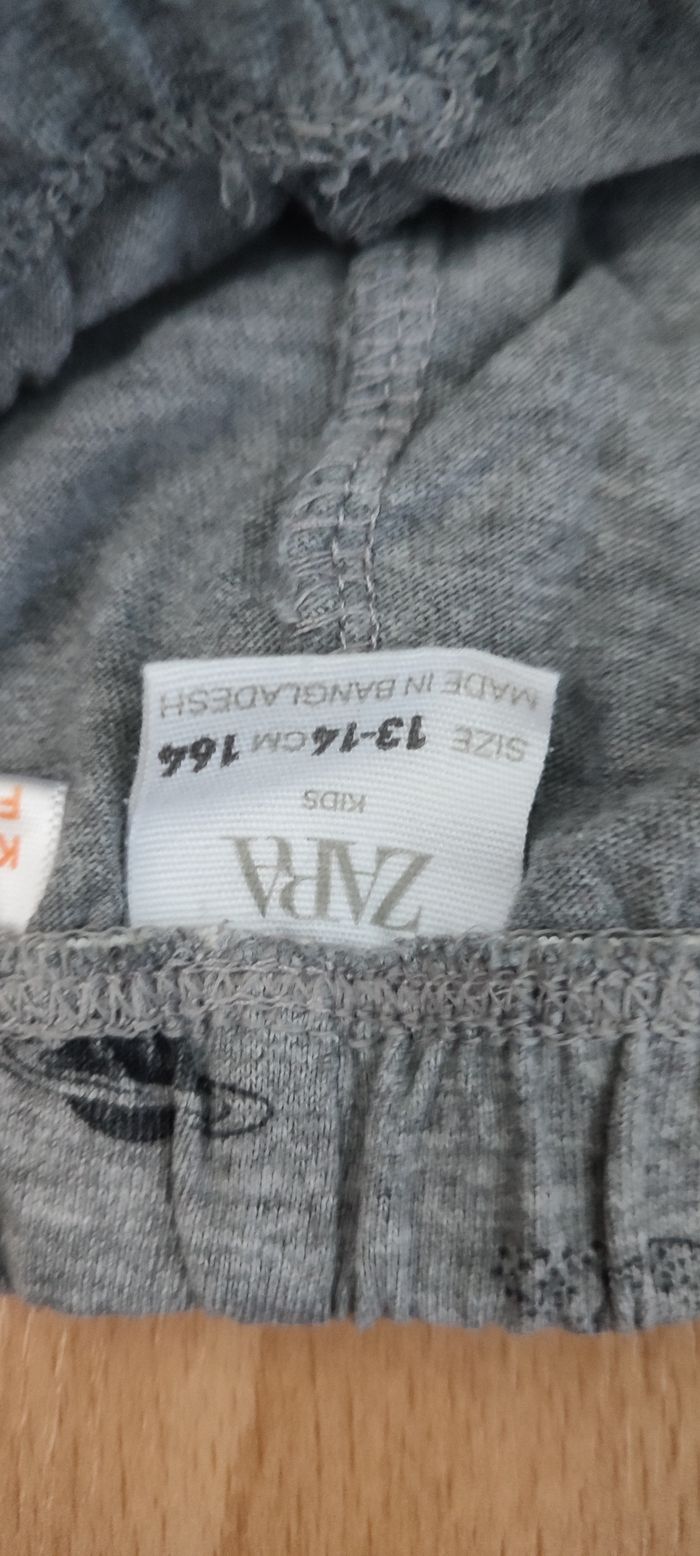 ZARA
KIDS
SIZE 13-14 CM 164
MADE IN BANGLADESH
K
F